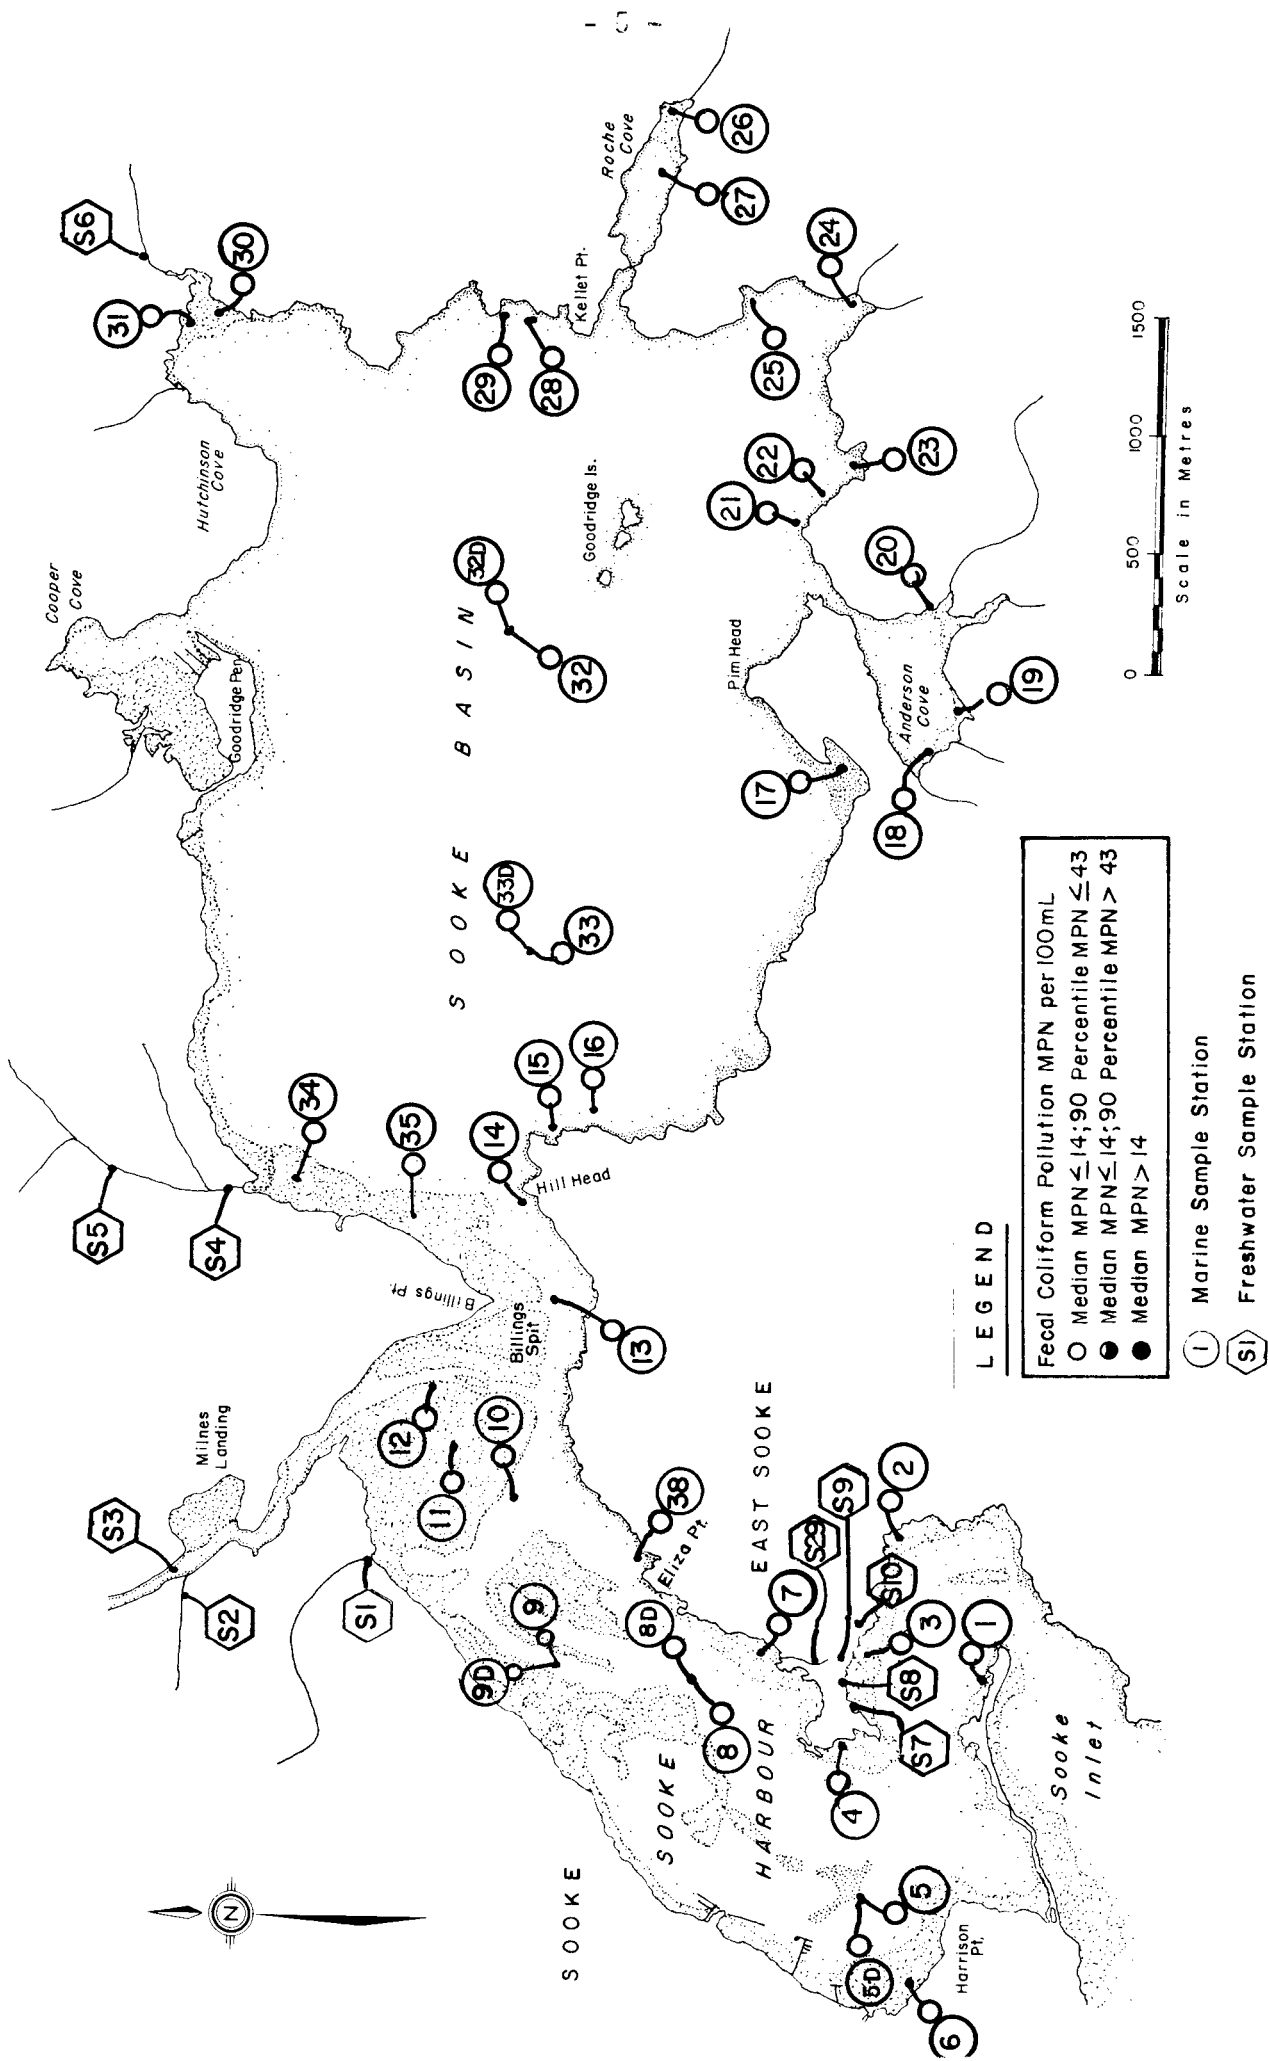 - 5 -
S6
31
30
Hutchinson
Cove
Cooper
Cove
Goodridge Pen.
29
28
Kellet Pt.
Roche
Cove
26
27
24
25
23
22
21
20
Goodridge Is.
32D
32
SOOKE BASIN
33D
33
Pim Head
17
Anderson
Cove
18
19
34
35
S5
S4
14
15
16
Hill Head
Billings Pt.
Billings
Spit
13
Milnes
Landing
12
11
10
S3
S2
S1
38
Eliza Pt.
EAST SOOKE
9
9D
8D
8
7
S29
S9
S10
2
3
1
S8
S7
4
SOOKE
HARBOUR
SOOKE
Sooke
Inlet
5
5D
6
Harrison
Pt.
N
0 500 1000 1500
Scale in Metres
LEGEND
Fecal Coliform Pollution MPN per 100mL
Median MPN ≤ 14; 90 Percentile MPN ≤ 43
Median MPN ≤ 14; 90 Percentile MPN > 43
Median MPN > 14
1 Marine Sample Station
S1 Freshwater Sample Station